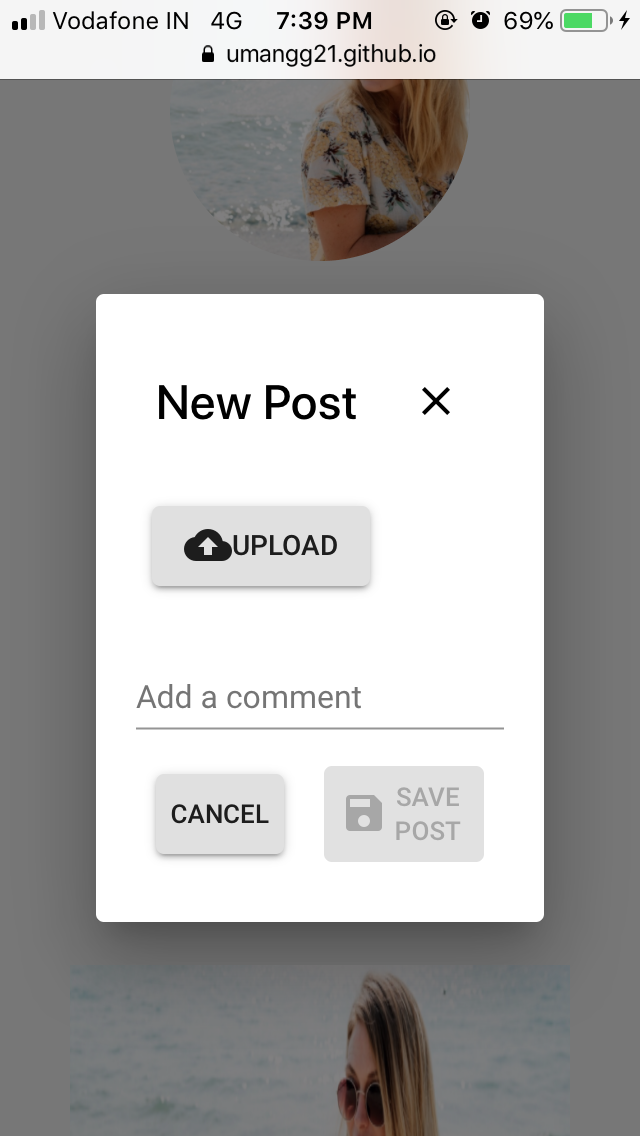 Vodafone IN 4G 7:39 PM 69%
umangg21.github.io
New Post
UPLOAD
Add a comment
CANCEL
SAVE
POST